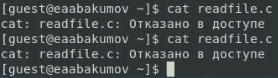 [guest@eaabakumov ~]$ cat readfile.c
cat: readfile.c: Отказано в доступе
[guest@eaabakumov ~]$ cat readfile.c
cat: readfile.c: Отказано в доступе
[guest@eaabakumov ~]$